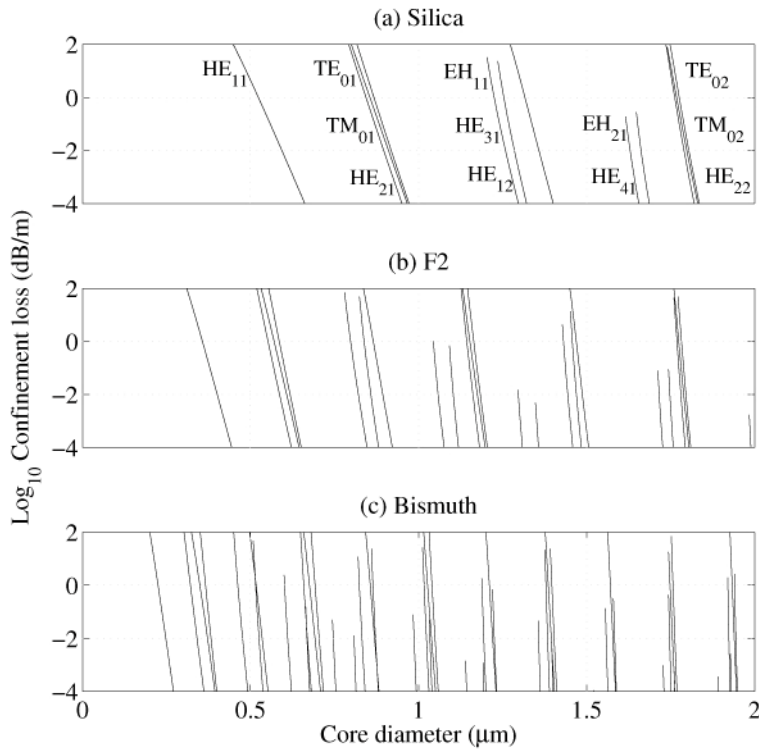 (a) Silica
2
0
−2
−4
HE11
TE01
TM01
HE21
EH11
HE31
HE12
EH21
HE41
TE02
TM02
HE22
(b) F2
2
0
−2
−4
(c) Bismuth
2
0
−2
−4
0 0.5 1 1.5 2
Core diameter (μm)
Log10 Confinement loss (dB/m)